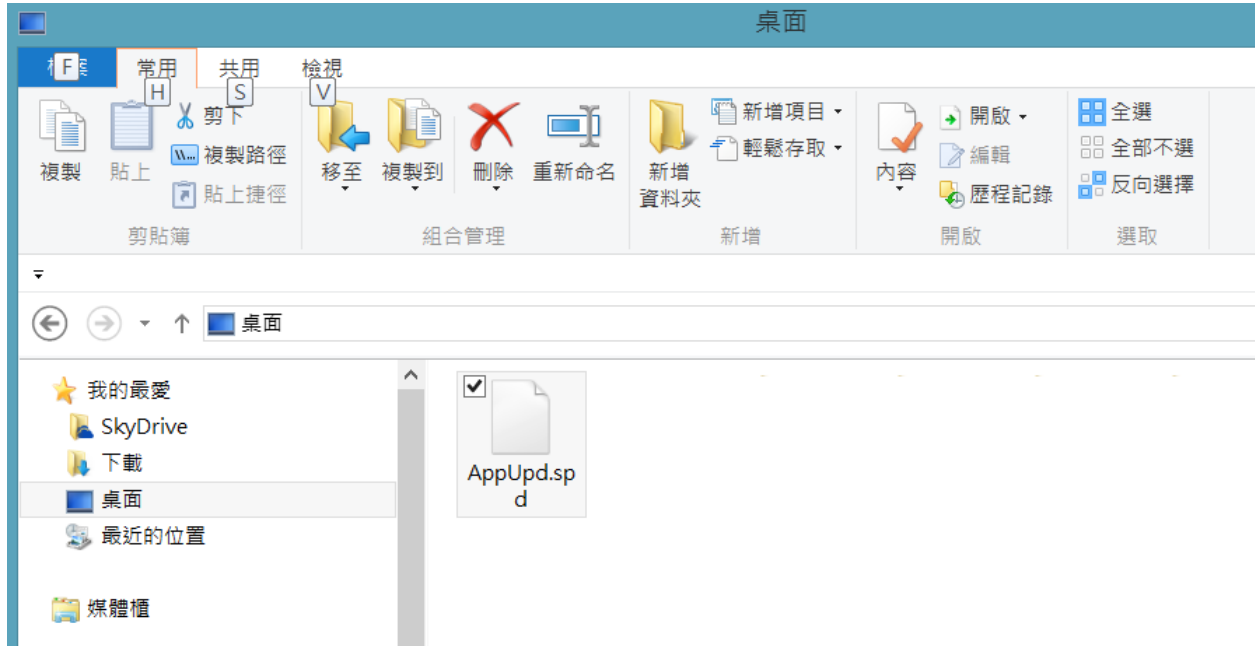 桌面
F
常用
共用
檢視
H
S
V
複製
貼上
剪下
W...
複製路徑
貼上捷徑
移至
複製到
刪除
重新命名
新增
資料夾
新增項目
輕鬆存取
內容
開啟
編輯
歷程記錄
全選
全部不選
反向選擇
剪貼簿
組合管理
新增
開啟
選取
桌面
我的最愛
SkyDrive
下載
桌面
最近的位置
媒體櫃
AppUpd.sp
d